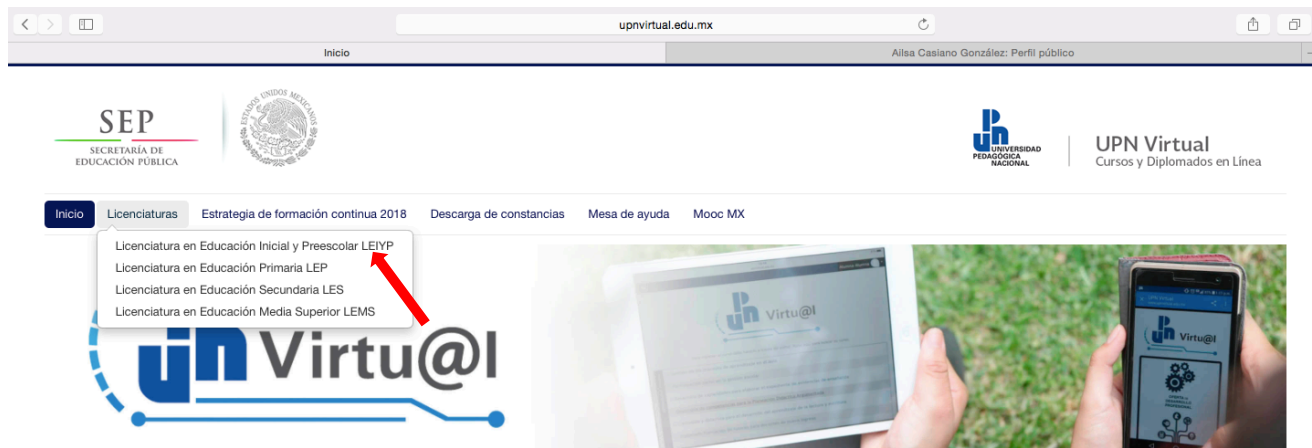 upnvirtual.edu.mx
Inicio
Ailsa Casiano González: Perfil público
ESTADOS UNIDOS MEXICANOS
SEP
SECRETARÍA DE
EDUCACIÓN PÚBLICA
UNIVERSIDAD
PEDAGÓGICA
NACIONAL
UPN Virtual
Cursos y Diplomados en Línea
Inicio Licenciaturas Estrategia de formación continua 2018 Descarga de constancias Mesa de ayuda Mooc MX
Licenciatura en Educación Inicial y Preescolar LEIYP
Licenciatura en Educación Primaria LEP
Licenciatura en Educación Secundaria LES
Licenciatura en Educación Media Superior LEMS
upn Virtu@l
upn Virtu@l
upn Virtu@l